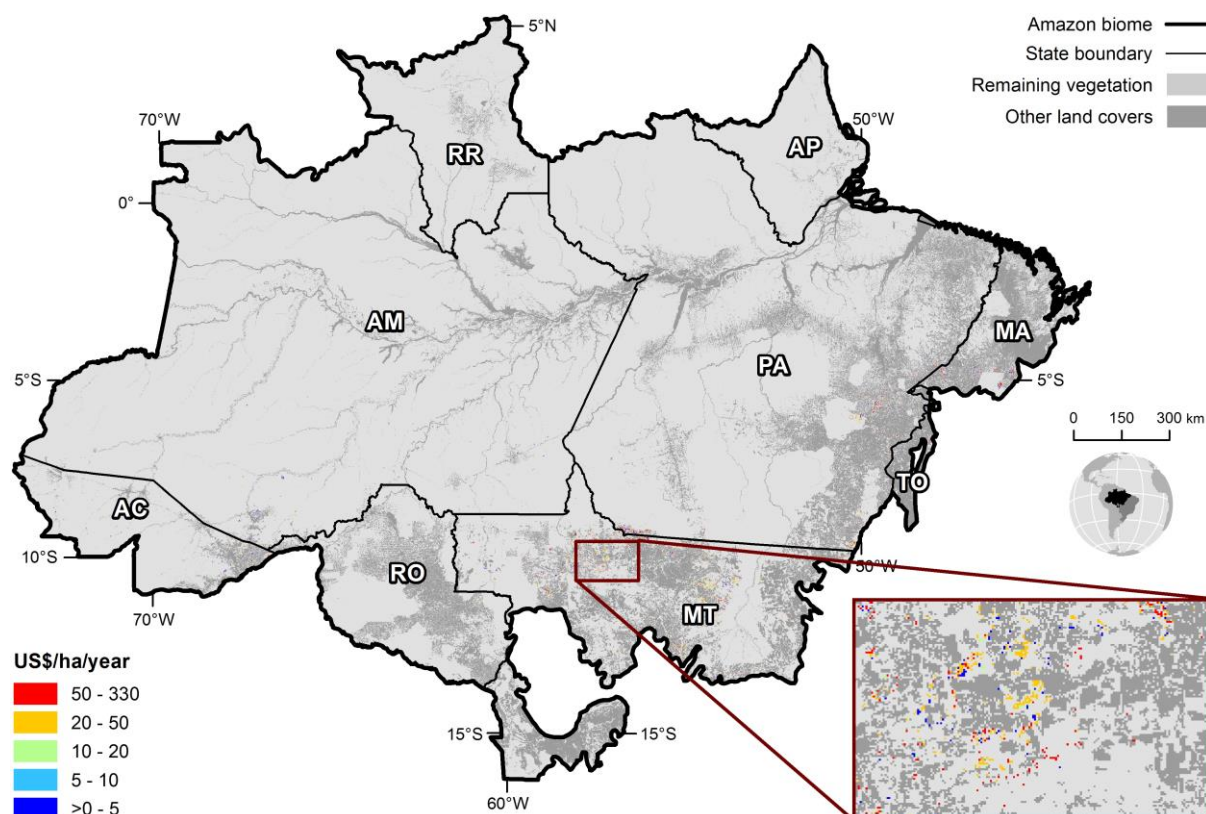 5°N
Amazon biome
State boundary
Remaining vegetation
Other land covers
70°W
50°W
RR
AP
0°
AM
PA
MA
5°S
5°S
0 150 300 km
TO
AC
10°S
RO
50°W
MT
70°W
US$/ha/year
50 - 330
20 - 50
10 - 20
5 - 10
>0 - 5
15°S
15°S
60°W